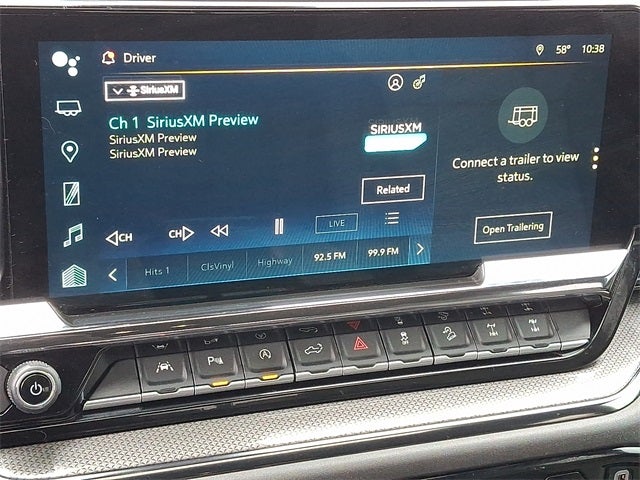 Driver
58° 10:38
SiriusXM
Ch 1 SiriusXM Preview
SiriusXM Preview
SiriusXM Preview
SIRIUSXM
Related
Connect a trailer to view
status.
Open Trailering
CH
CH
LIVE
Hits 1
ClsVinyl
Highway
92.5 FM
99.9 FM
P
A